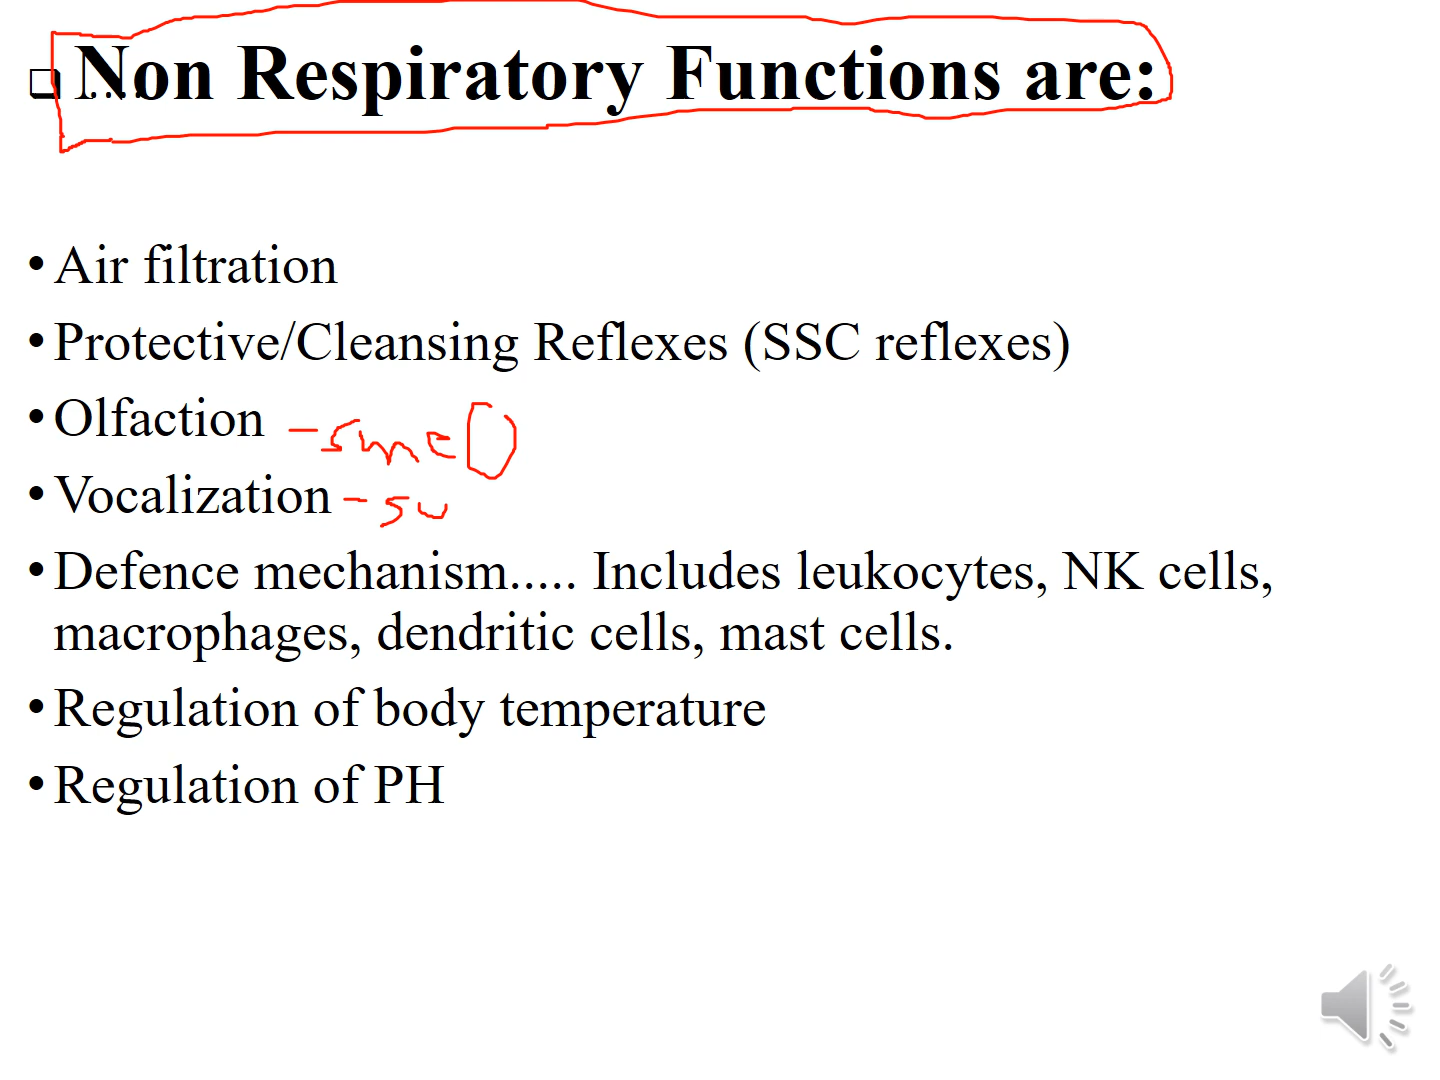 Non Respiratory Functions are:
....
• Air filtration
• Protective/Cleansing Reflexes (SSC reflexes)
• Olfaction - smell
• Vocalization -
• Defence mechanism..... Includes leukocytes, NK cells,
macrophages, dendritic cells, mast cells.
• Regulation of body temperature
• Regulation of PH